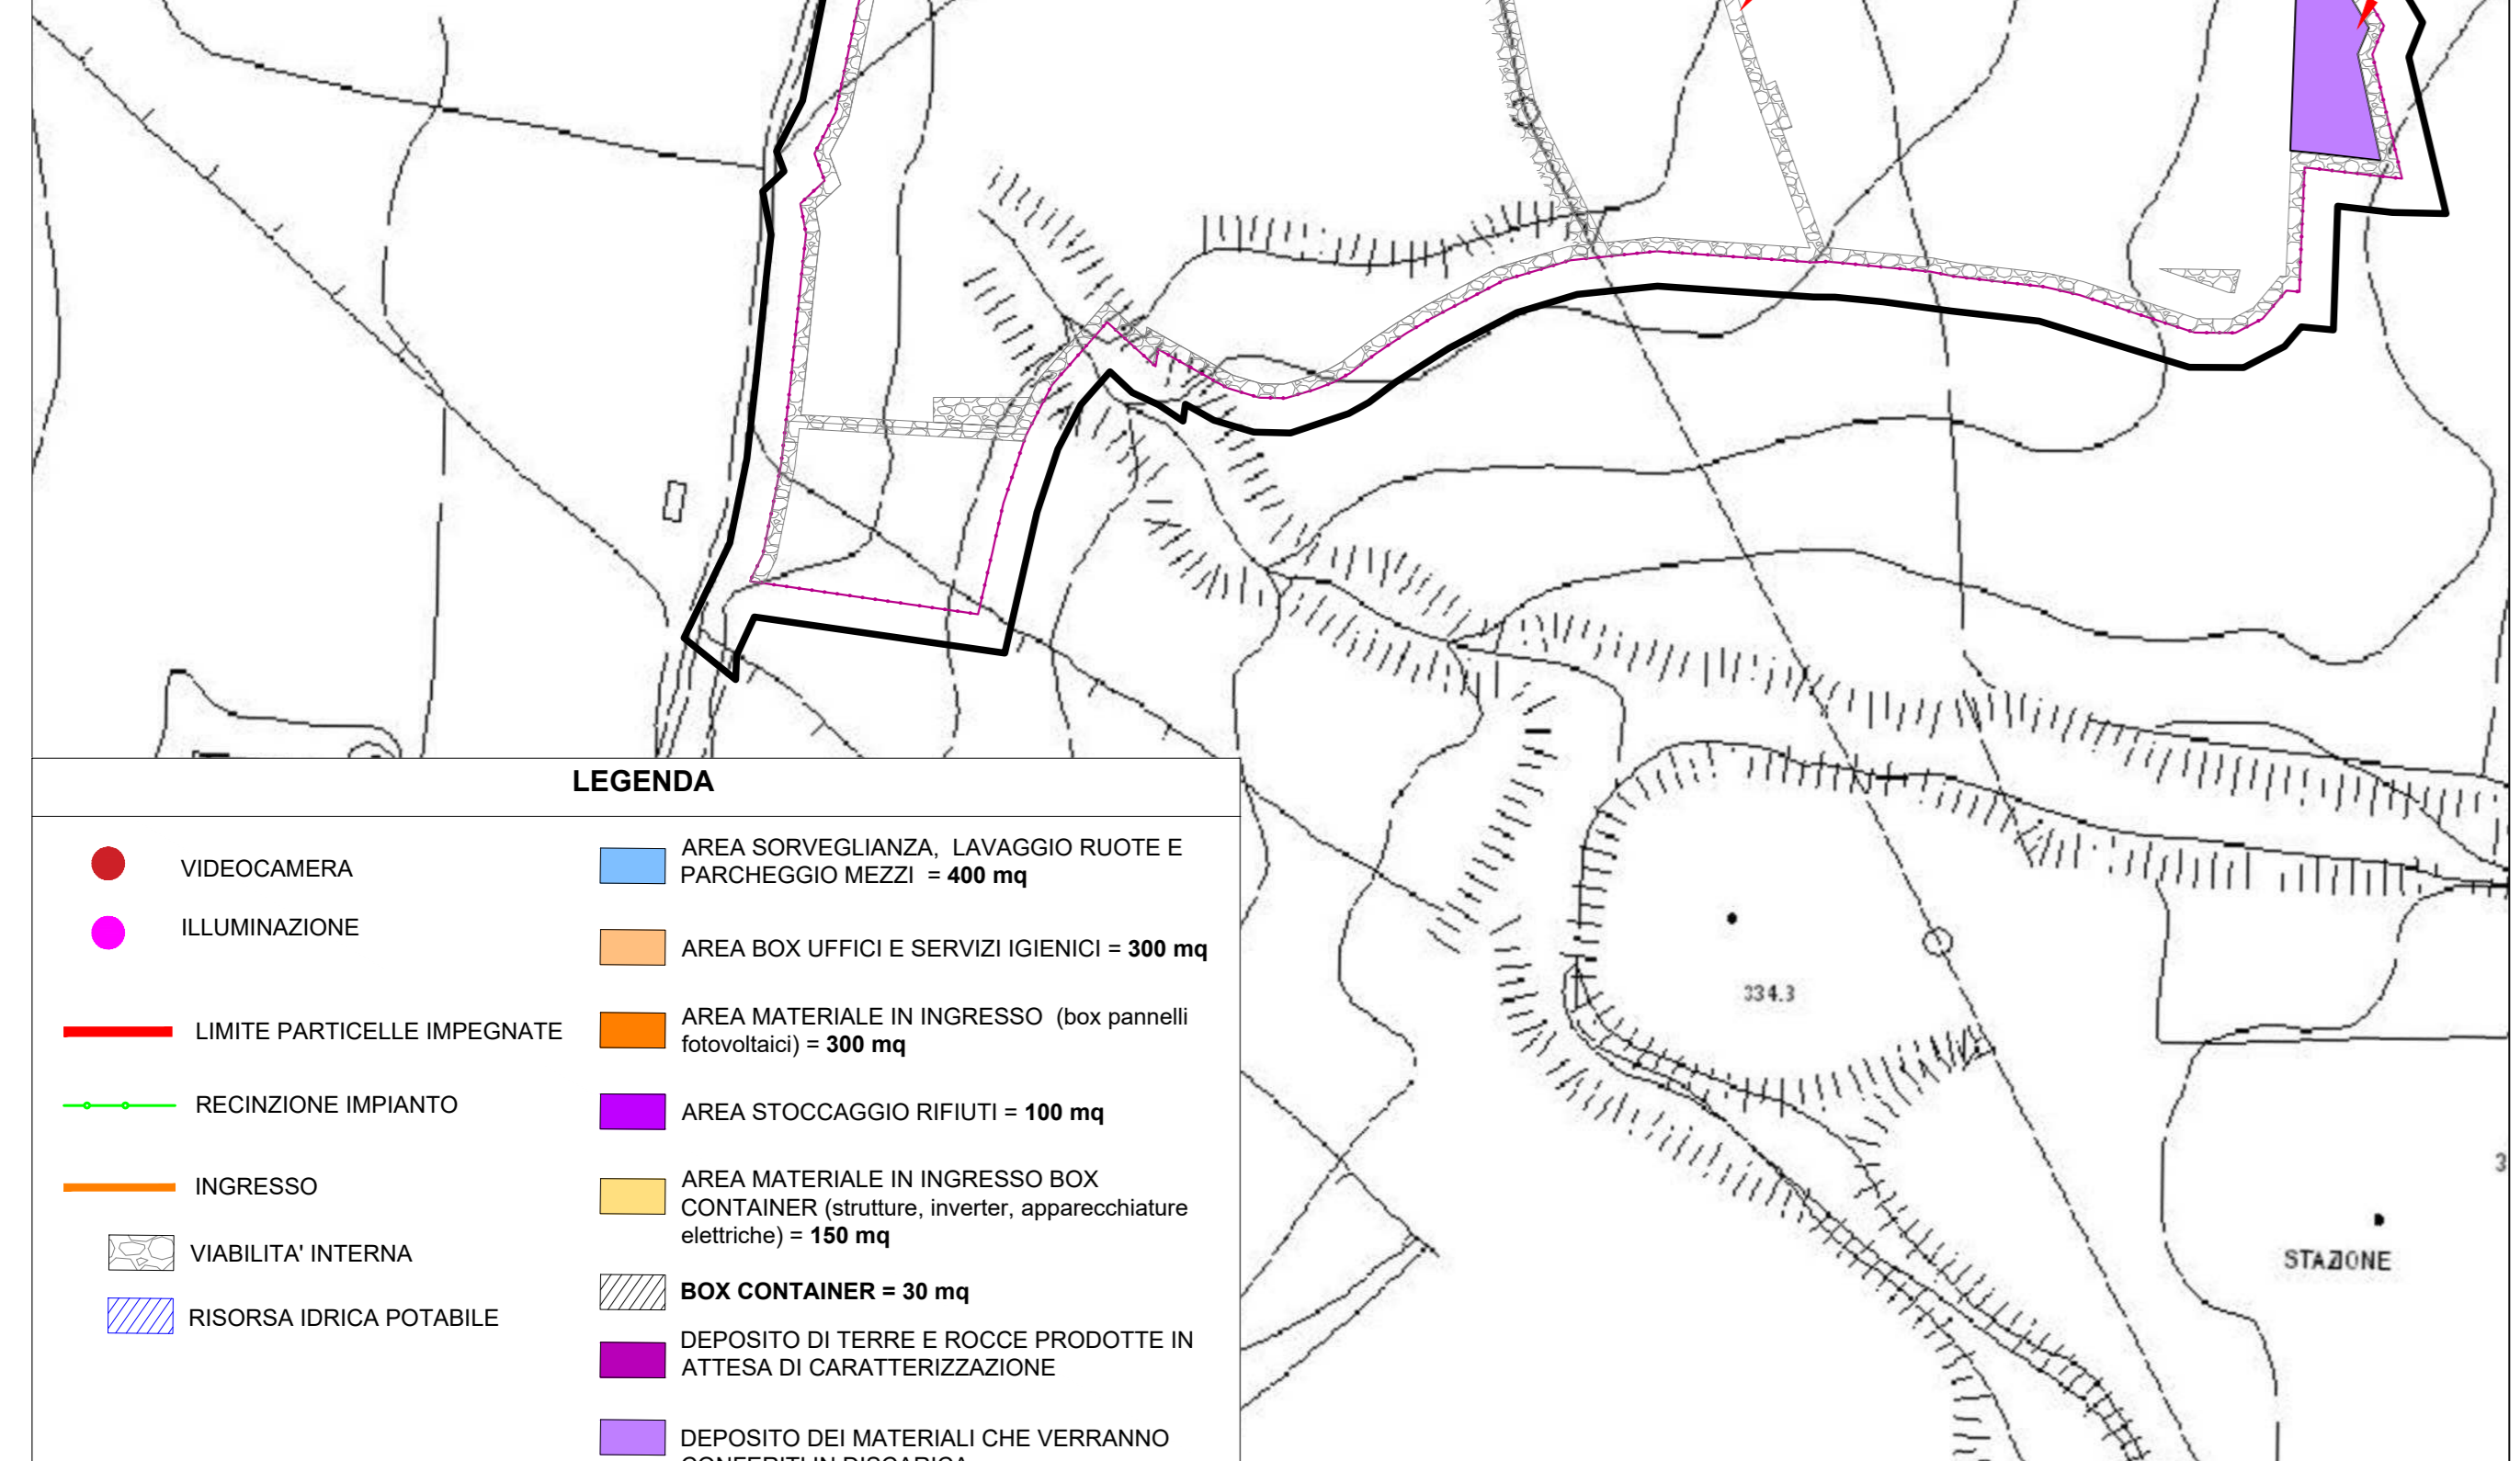 LEGENDA
VIDEOCAMERA
ILLUMINAZIONE
LIMITE PARTICELLE IMPEGNATE
RECINZIONE IMPIANTO
INGRESSO
VIABILITA' INTERNA
RISORSA IDRICA POTABILE
AREA SORVEGLIANZA, LAVAGGIO RUOTE E
PARCHEGGIO MEZZI = 400 mq
AREA BOX UFFICI E SERVIZI IGIENICI = 300 mq
AREA MATERIALE IN INGRESSO (box pannelli
fotovoltaici) = 300 mq
AREA STOCCAGGIO RIFIUTI = 100 mq
AREA MATERIALE IN INGRESSO BOX
CONTAINER (strutture, inverter, apparecchiature
elettriche) = 150 mq
BOX CONTAINER = 30 mq
DEPOSITO DI TERRE E ROCCE PRODOTTE IN
ATTESA DI CARATTERIZZAZIONE
DEPOSITO DEI MATERIALI CHE VERRANNO
CONFERITI IN DISCARICA
334.3
3
STAZIONE